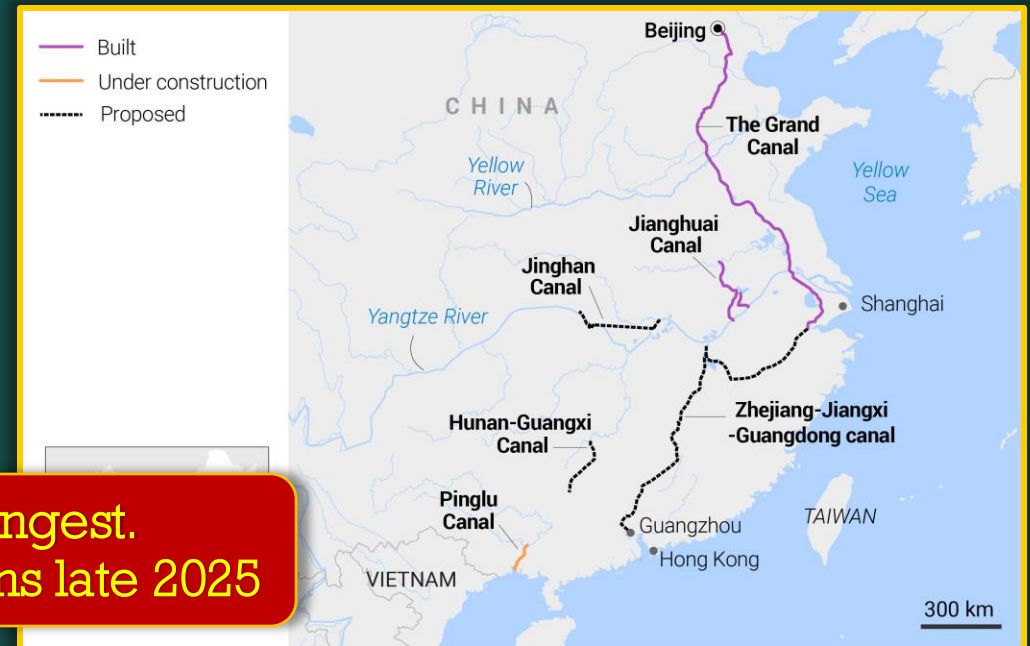 Built
Under construction
Proposed
Beijing
CHINA
The Grand
Canal
Yellow
River
Yellow
Sea
Jianghuai
Canal
Jinghan
Canal
Shanghai
Yangtze River
Zhejiang-Jiangxi
-Guangdong canal
Hunan-Guangxi
Canal
Pinglu
Canal
Guangzhou
TAIWAN
Hong Kong
VIETNAM
300 km
late 2025